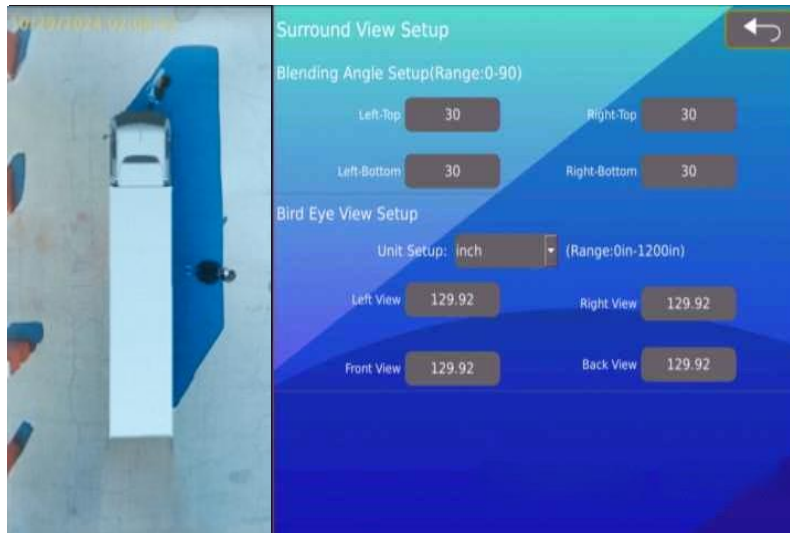 Surround View Setup
Blending Angle Setup(Range:0-90)
Left-Top 30 Right-Top 30
Left-Bottom 30 Right-Bottom 30
Bird Eye View Setup
Unit Setup: inch (Range:0in-1200in)
Left View 129.92 Right View 129.92
Front View 129.92 Back View 129.92